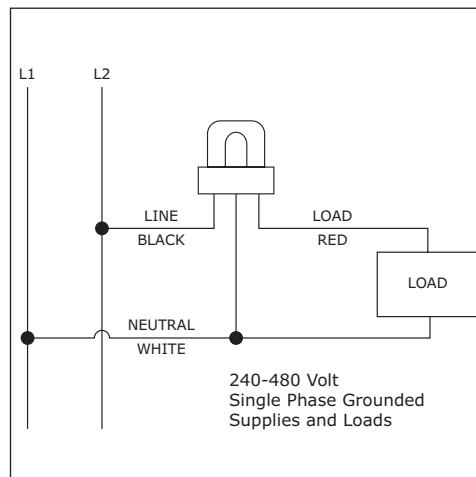 L1
L2
LINE
BLACK
LOAD
RED
LOAD
NEUTRAL
WHITE
240-480 Volt
Single Phase Grounded
Supplies and Loads